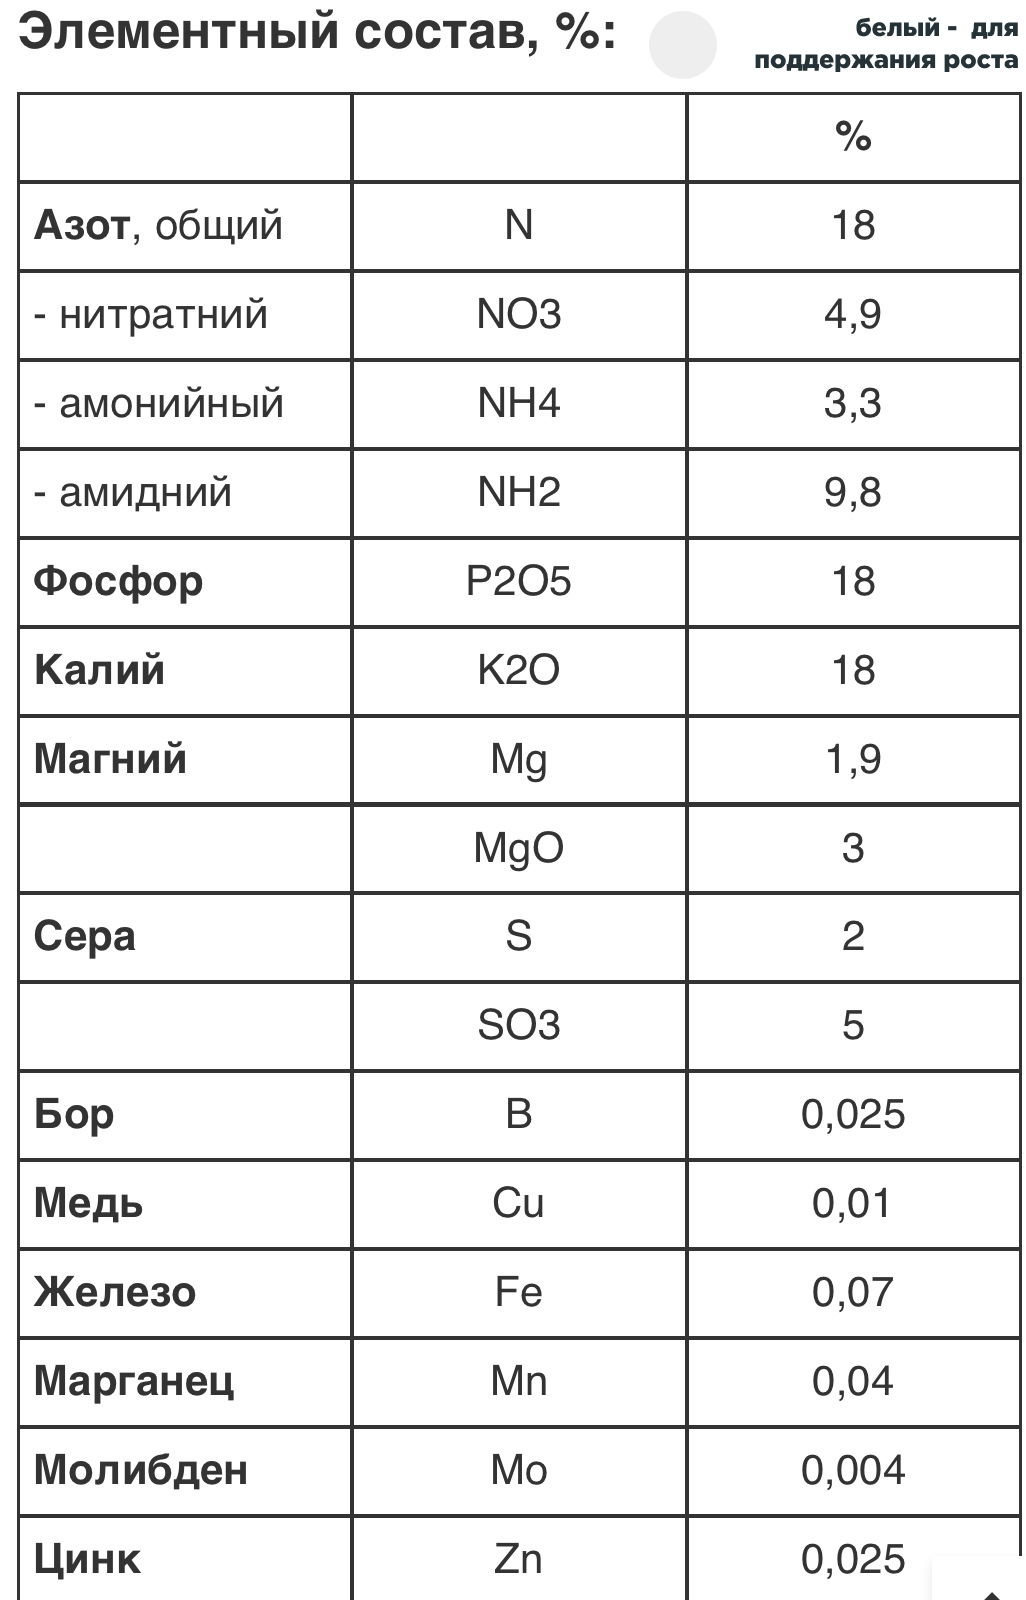 Элементный состав, %:
белый -  для
поддержания роста
%
Азот, общий N 18
- нитратний NO3 4,9
- амонийный NH4 3,3
- амидний NH2 9,8
Фосфор P2O5 18
Калий K2O 18
Магний Mg 1,9
MgO 3
Сера S 2
SO3 5
Бор B 0,025
Медь Cu 0,01
Железо Fe 0,07
Марганец Mn 0,04
Молибден Mo 0,004
Цинк Zn 0,025